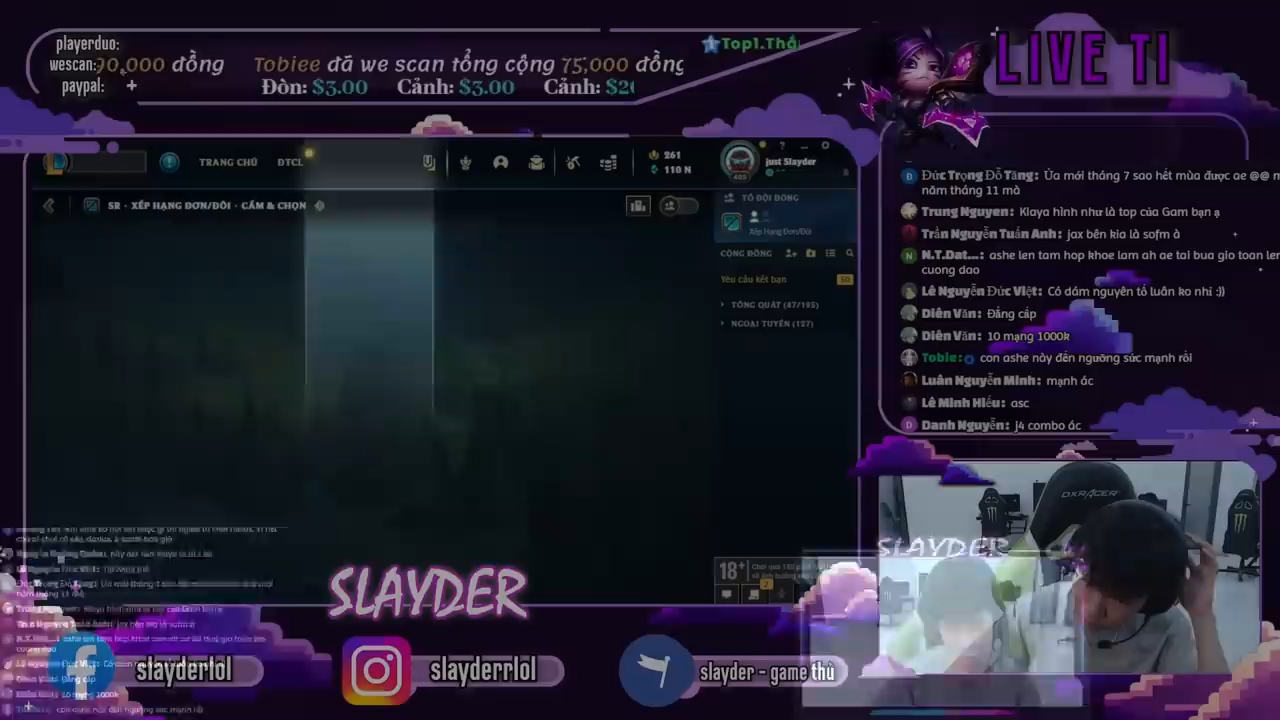 playerduo:
wescan:
paypal:
90,000 đồng Tobiee đã we scan tổng cộng 75,000 đồng
Đòn: $3.00 Cảnh: $3.00 Cảnh:
Top1.Thá
LIVE TI
TRANG CHỦ ĐTCL
261
110 N
405
just Slayder
SR - XẾP HẠNG ĐƠN/ĐÔI - CẤM & CHỌN
TỔ ĐỘI ĐÓNG
Xếp Hạng Đơn/Đôi
CỘNG ĐỒNG
Yêu cầu kết bạn 50
TỔNG QUÁT (47/195)
NGOẠI TUYẾN (127)
Đức Trọng Đỗ Tăng: Ủa mới tháng 7 sao hết mùa được ae @@ m
năm tháng 11 mà
Trung Nguyen: Klaya hình như là top của Gam bạn ạ
Trần Nguyễn Tuấn Anh: jax bên kia là sofm à
N.T.Dat...: ashe len tam hop khoe lam ah ae tai bua gio toan len
cuong dao
Lê Nguyễn Đức Việt: Có dám nguyên tố luân ko nhỉ :))
Diên Văn: Đẳng cấp
Diên Văn: 10 mạng 1000k
Tobie: con ashe này đến ngưỡng sức mạnh rồi
Luân Nguyễn Minh: mạnh ác
Lê Minh Hiếu: asc
Danh Nguyễn: j4 combo ác
DXRACER
SLAYDER
18+
2
SLAYDER
slayderlol
slayderrlol
slayder - game thủ